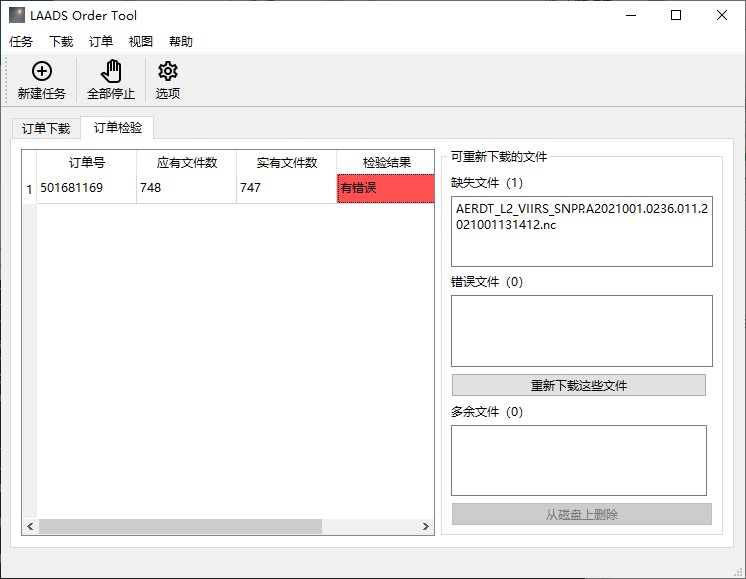 LAADS Order Tool
任务 下载 订单 视图 帮助
新建任务 全部停止 选项
订单下载 订单检验
订单号 应有文件数 实有文件数 检验结果
1 501681169 748 747 有错误
可重新下载的文件
缺失文件（1）
AERDT_L2_VIIRS_SNPP.A2021001.0236.011.2
021001131412.nc
错误文件（0）
重新下载这些文件
多余文件（0）
从磁盘上删除